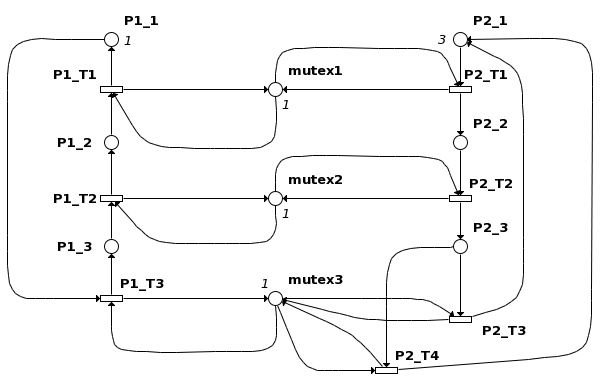 P1_1
P2_1
1
3
P1_T1
mutex1
P2_T1
1
P1_2
P2_2
mutex2
P1_T2
P2_T2
1
P1_3
P2_3
P1_T3
1
mutex3
P2_T3
P2_T4